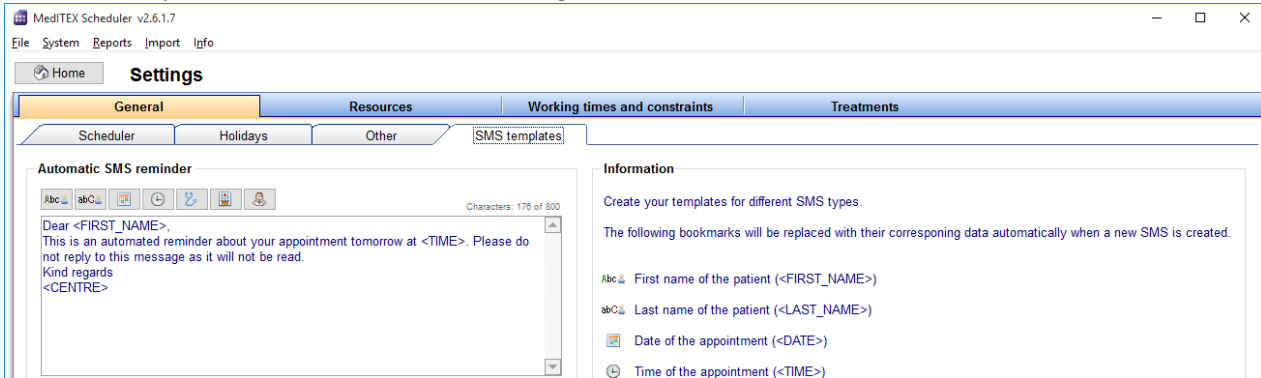 MedITEX Scheduler v2.6.1.7
File System Reports Import Info
Home Settings
General Resources Working times and constraints Treatments
Scheduler Holidays Other SMS templates
Automatic SMS reminder
Abc abC
Characters: 176 of 800
Dear <FIRST_NAME>,
This is an automated reminder about your appointment tomorrow at <TIME>. Please do
not reply to this message as it will not be read.
Kind regards
<CENTRE>
Information
Create your templates for different SMS types.
The following bookmarks will be replaced with their corresponing data automatically when a new SMS is created.
Abc First name of the patient (<FIRST_NAME>)
abC Last name of the patient (<LAST_NAME>)
Date of the appointment (<DATE>)
Time of the appointment (<TIME>)